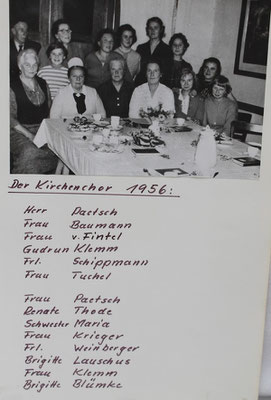 Der Kirchenchor 1956:
Herr Paetsch
Frau Baumann
Frau v. Fintel
Gudrun Klemm
Frl. Schippmann
Frau Tuchel
Frau Paetsch
Renate Thode
Schwester Maria
Frau Krieger
Frl. Weinberger
Brigitte Lauschus
Frau Klemm
Brigitte Blümke